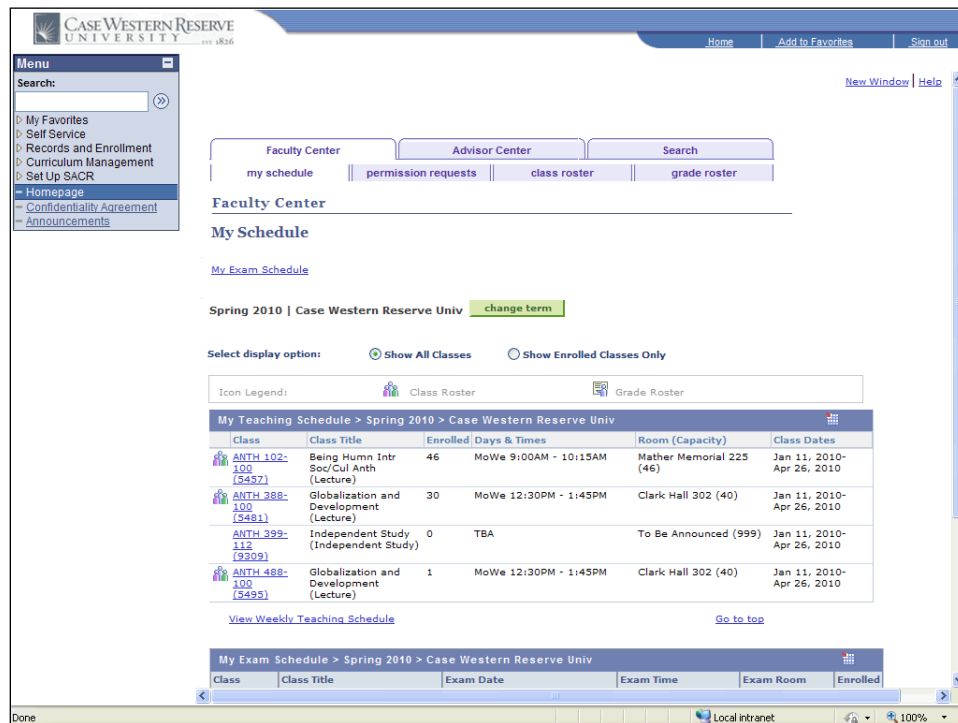 CASE WESTERN RESERVE
UNIVERSITY EST 1826
Home Add to Favorites Sign out
Menu
Search:
New Window Help
My Favorites
Self Service
Records and Enrollment
Curriculum Management
Set Up SACR
Homepage
Confidentiality Agreement
Announcements
Faculty Center Advisor Center Search
my schedule permission requests class roster grade roster
Faculty Center
My Schedule
My Exam Schedule
Spring 2010 | Case Western Reserve Univ change term
Select display option: Show All Classes Show Enrolled Classes Only
Icon Legend: Class Roster Grade Roster
My Teaching Schedule > Spring 2010 > Case Western Reserve Univ
Class Class Title Enrolled Days & Times Room (Capacity) Class Dates
ANTH 102- Being Humn Intr 46 MoWe 9:00AM - 10:15AM Mather Memorial 225 Jan 11, 2010-
100 Soc/Cul Anth (46) Apr 26, 2010
(5457) (Lecture)
ANTH 388- Globalization and 30 MoWe 12:30PM - 1:45PM Clark Hall 302 (40) Jan 11, 2010-
100 Development Apr 26, 2010
(5481) (Lecture)
ANTH 399- Independent Study 0 TBA To Be Announced (999) Jan 11, 2010-
112 (Independent Study) Apr 26, 2010
(9309)
ANTH 488- Globalization and 1 MoWe 12:30PM - 1:45PM Clark Hall 302 (40) Jan 11, 2010-
100 Development Apr 26, 2010
(5495) (Lecture)
View Weekly Teaching Schedule Go to top
My Exam Schedule > Spring 2010 > Case Western Reserve Univ
Class Class Title Exam Date Exam Time Exam Room Enrolled
Done Local intranet 100%